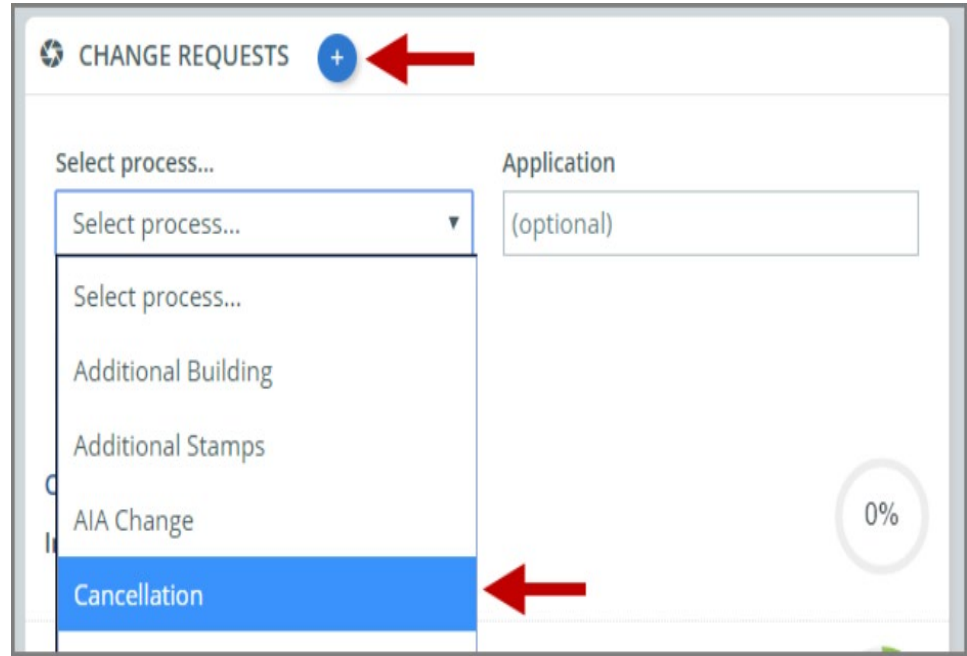 CHANGE REQUESTS +
Select process... Application
Select process... (optional)
Select process...
Additional Building
Additional Stamps
AIA Change
0%
Cancellation